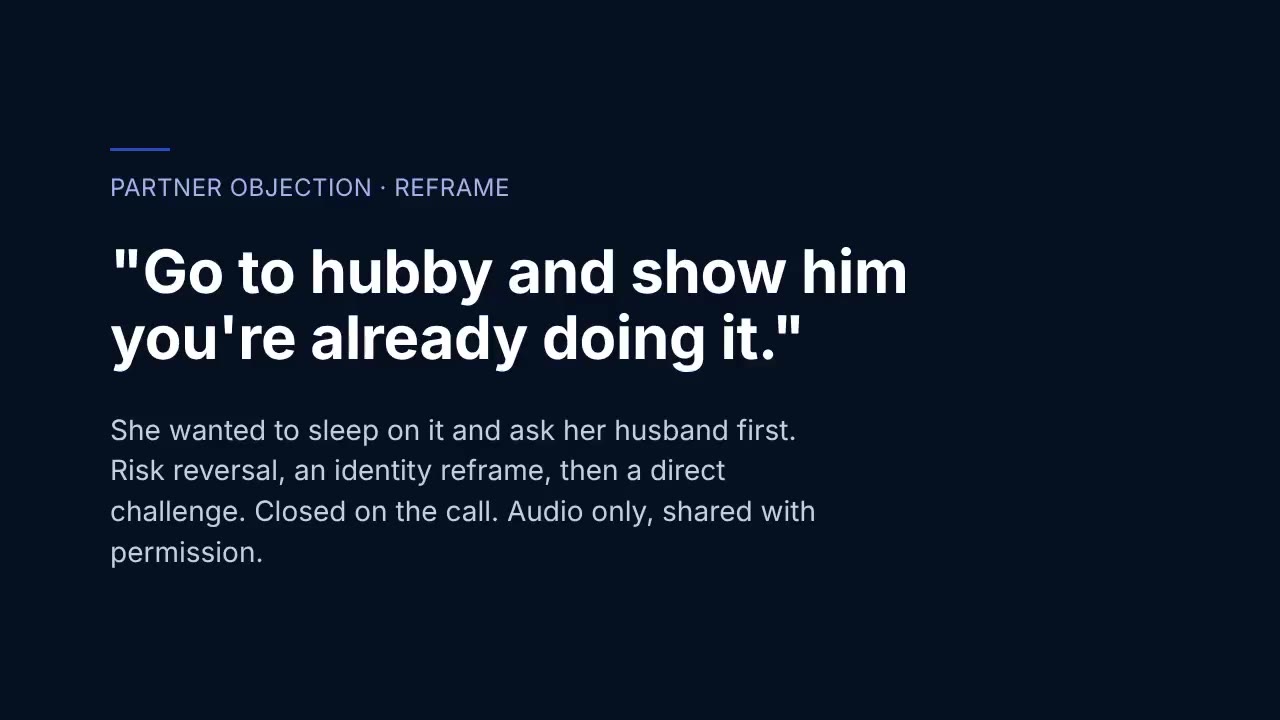 PARTNER OBJECTION · REFRAME
"Go to hubby and show him
you're already doing it."
She wanted to sleep on it and ask her husband first.
Risk reversal, an identity reframe, then a direct
challenge. Closed on the call. Audio only, shared with
permission.